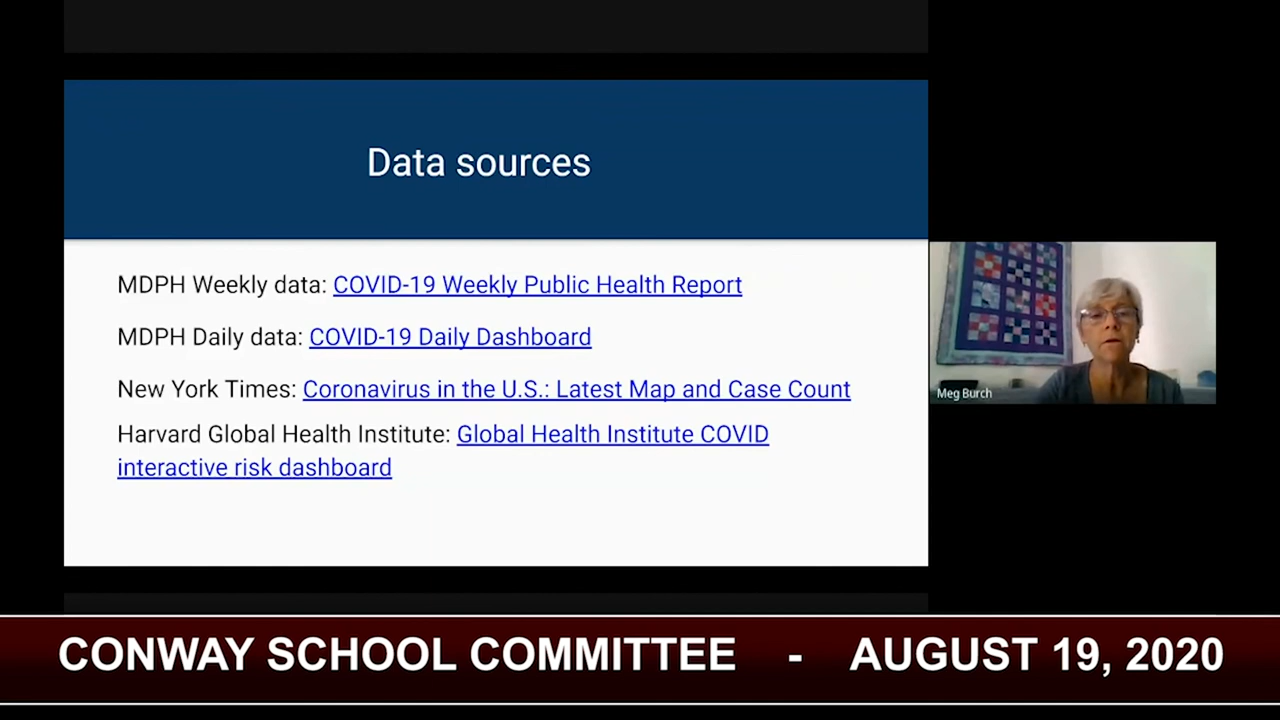 Data sources
MDPH Weekly data: COVID-19 Weekly Public Health Report
MDPH Daily data: COVID-19 Daily Dashboard
New York Times: Coronavirus in the U.S.: Latest Map and Case Count
Harvard Global Health Institute: Global Health Institute COVID
interactive risk dashboard
Meg Burch
CONWAY SCHOOL COMMITTEE - AUGUST 19, 2020